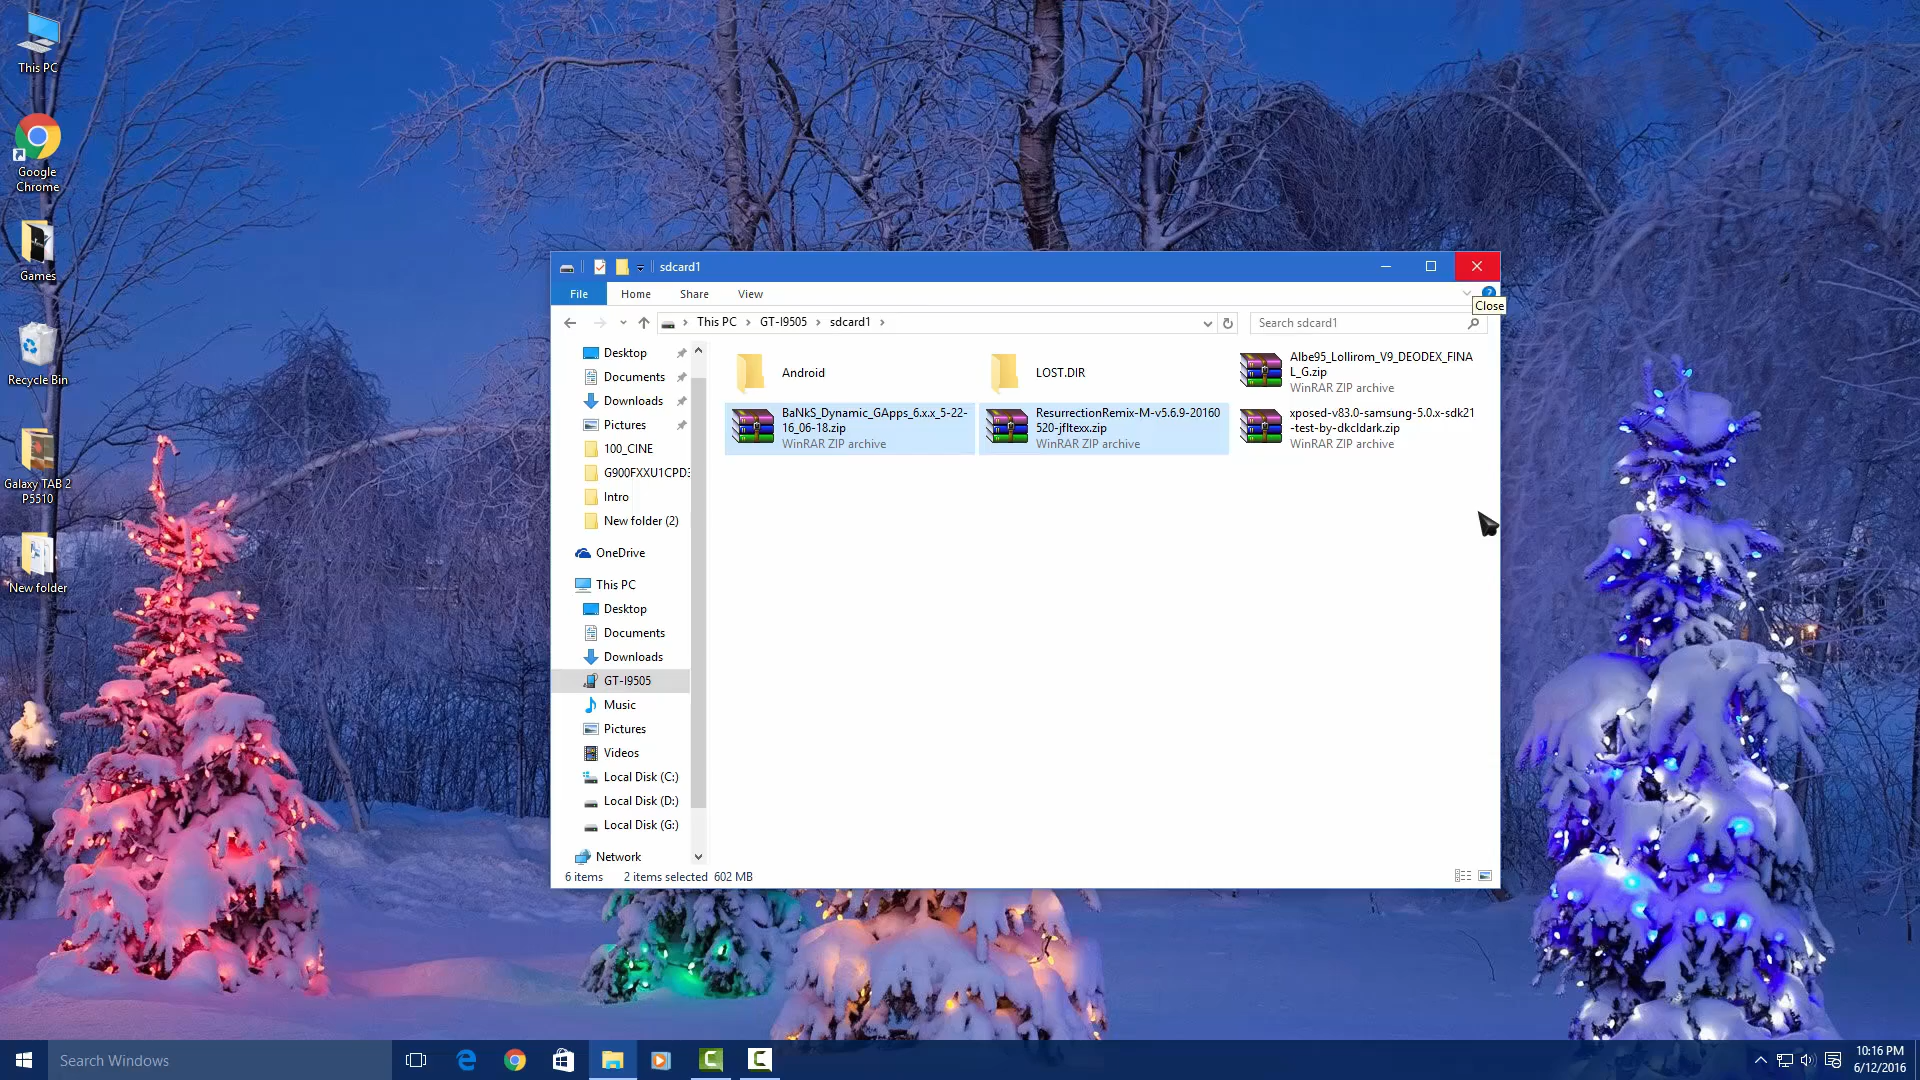 This PC
Google
Chrome
Games
Recycle Bin
Galaxy TAB 2
P5510
New folder
sdcard1
File
Home
Share
View
Close
This PC
GT-I9505
sdcard1
Search sdcard1
Desktop
Documents
Downloads
Pictures
100_CINE
G900FXXU1CPD3
Intro
New folder (2)
OneDrive
This PC
Desktop
Documents
Downloads
GT-I9505
Music
Pictures
Videos
Local Disk (C:)
Local Disk (D:)
Local Disk (G:)
Network
Android
LOST.DIR
Albe95_Lollirom_V9_DEODEX_FINA
L_G.zip
WinRAR ZIP archive
BaNkS_Dynamic_GApps_6.x.x_5-22-
16_06-18.zip
WinRAR ZIP archive
ResurrectionRemix-M-v5.6.9-20160
520-jfltexx.zip
WinRAR ZIP archive
xposed-v83.0-samsung-5.0.x-sdk21
-test-by-dkcldark.zip
WinRAR ZIP archive
6 items
2 items selected 602 MB
Search Windows
10:16 PM
6/12/2016